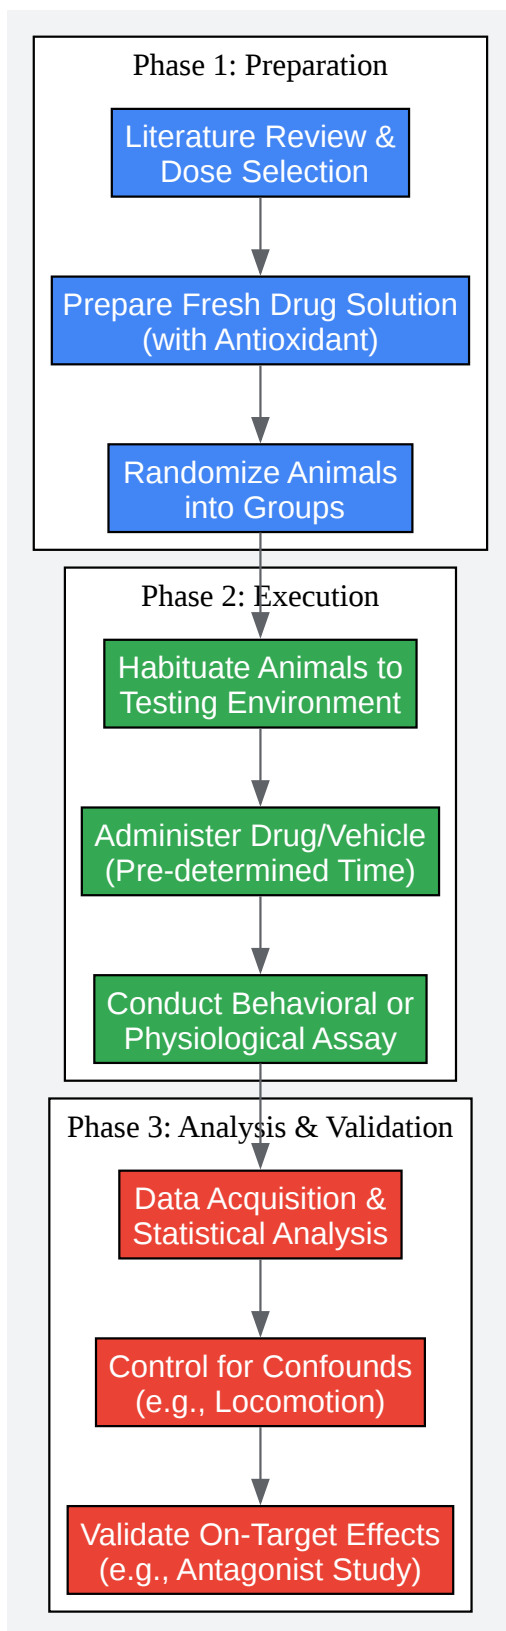 Phase 1: Preparation
Literature Review &
Dose Selection
Prepare Fresh Drug Solution
(with Antioxidant)
Randomize Animals
into Groups
Phase 2: Execution
Habituate Animals to
Testing Environment
Administer Drug/Vehicle
(Pre-determined Time)
Conduct Behavioral or
Physiological Assay
Phase 3: Analysis & Validation
Data Acquisition &
Statistical Analysis
Control for Confounds
(e.g., Locomotion)
Validate On-Target Effects
(e.g., Antagonist Study)